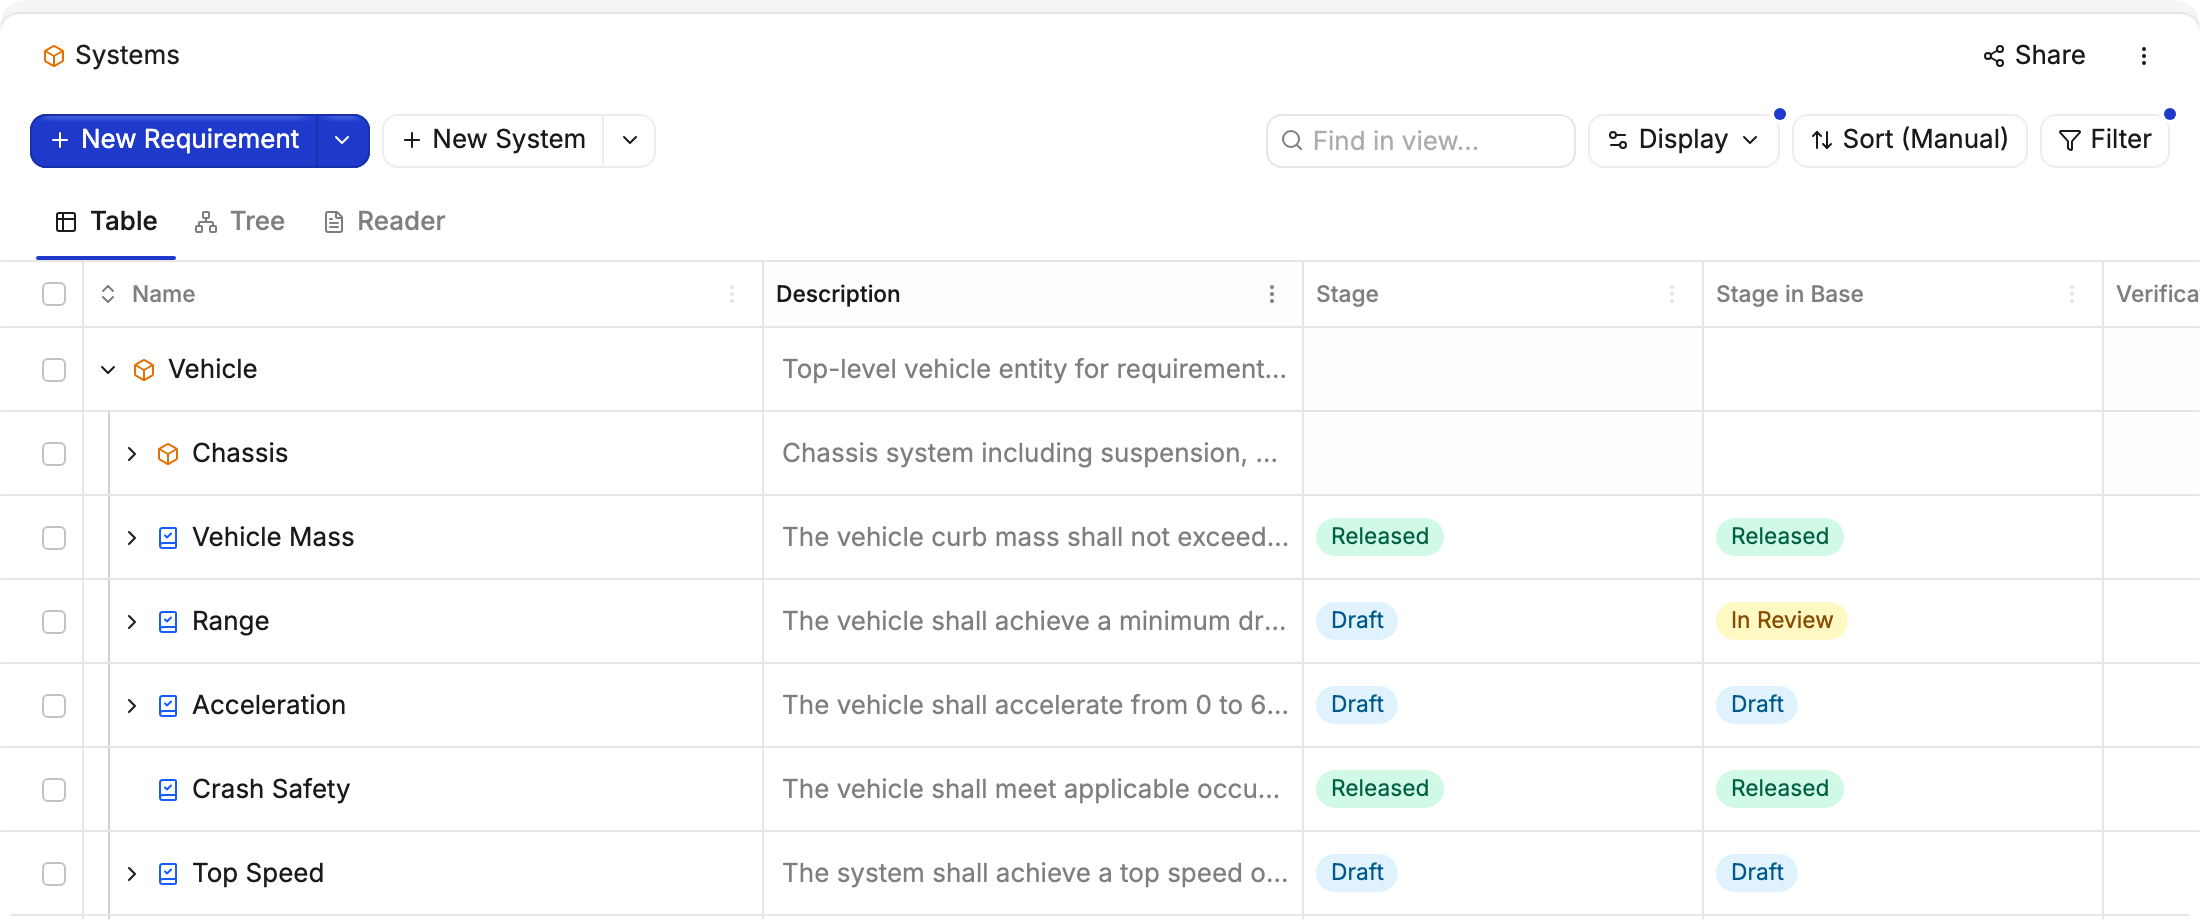 Systems
Share
New Requirement
New System
Find in view...
Display
Sort (Manual)
Filter
Table
Tree
Reader
Name
Description
Stage
Stage in Base
Verifica
Vehicle
Top-level vehicle entity for requirement...
Chassis
Chassis system including suspension, ...
Vehicle Mass
The vehicle curb mass shall not exceed...
Released
Released
Range
The vehicle shall achieve a minimum dr...
Draft
In Review
Acceleration
The vehicle shall accelerate from 0 to 6...
Draft
Draft
Crash Safety
The vehicle shall meet applicable occu...
Released
Released
Top Speed
The system shall achieve a top speed o...
Draft
Draft